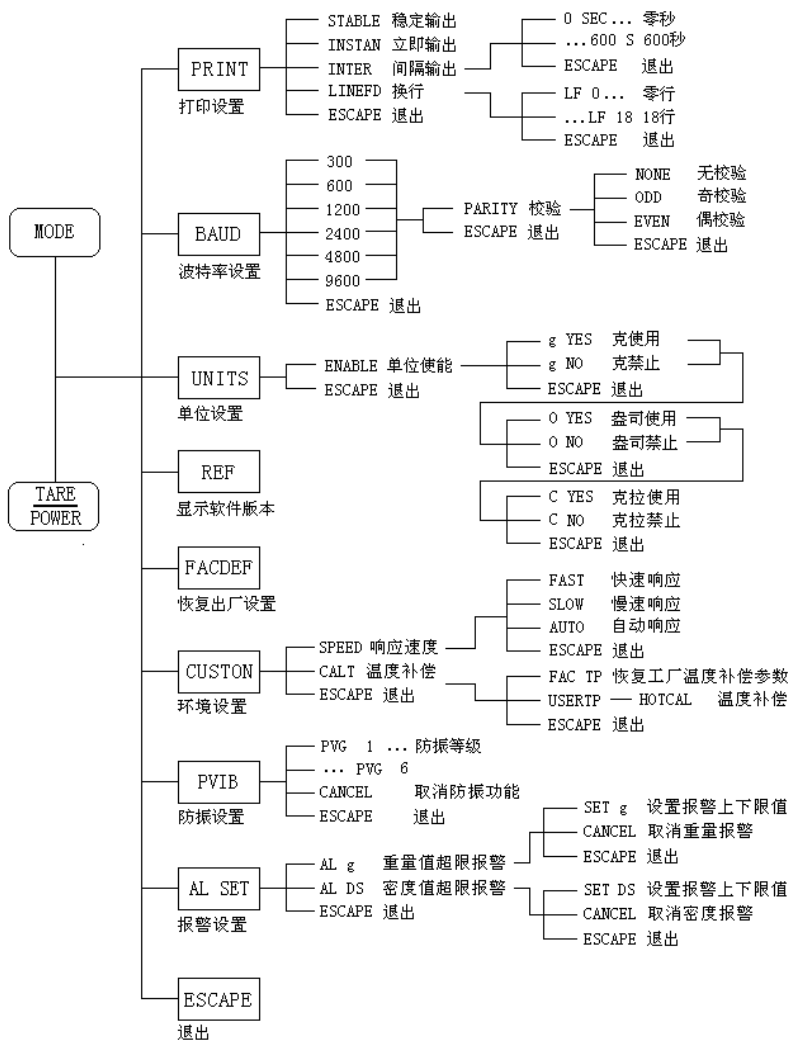 MODE
TARE
POWER
PRINT
打印设置
STABLE 稳定输出
INSTAN 立即输出
INTER 间隔输出
0 SEC... 零秒
...600 S 600秒
ESCAPE 退出
LINEFD 换行
LF 0... 零行
...LF 18 18行
ESCAPE 退出
ESCAPE 退出
BAUD
波特率设置
300
600
1200
2400
4800
9600
ESCAPE 退出
PARITY 校验
ESCAPE 退出
NONE 无校验
ODD 奇校验
EVEN 偶校验
ESCAPE 退出
UNITS
单位设置
ENABLE 单位使能
ESCAPE 退出
g YES 克使用
g NO 克禁止
ESCAPE 退出
O YES 盎司使用
O NO 盎司禁止
ESCAPE 退出
C YES 克拉使用
C NO 克拉禁止
ESCAPE 退出
REF
显示软件版本
FACDEF
恢复出厂设置
CUSTON
环境设置
SPEED 响应速度
CALT 温度补偿
ESCAPE 退出
FAST 快速响应
SLOW 慢速响应
AUTO 自动响应
ESCAPE 退出
FAC TP 恢复工厂温度补偿参数
USERTP — HOTCAL 温度补偿
ESCAPE 退出
PVIB
防振设置
PVG 1 ... 防振等级
... PVG 6
CANCEL 取消防振功能
ESCAPE 退出
AL SET
报警设置
AL g 重量值超限报警
AL DS 密度值超限报警
ESCAPE 退出
SET g 设置报警上下限值
CANCEL 取消重量报警
ESCAPE 退出
SET DS 设置报警上下限值
CANCEL 取消密度报警
ESCAPE 退出
ESCAPE
退出